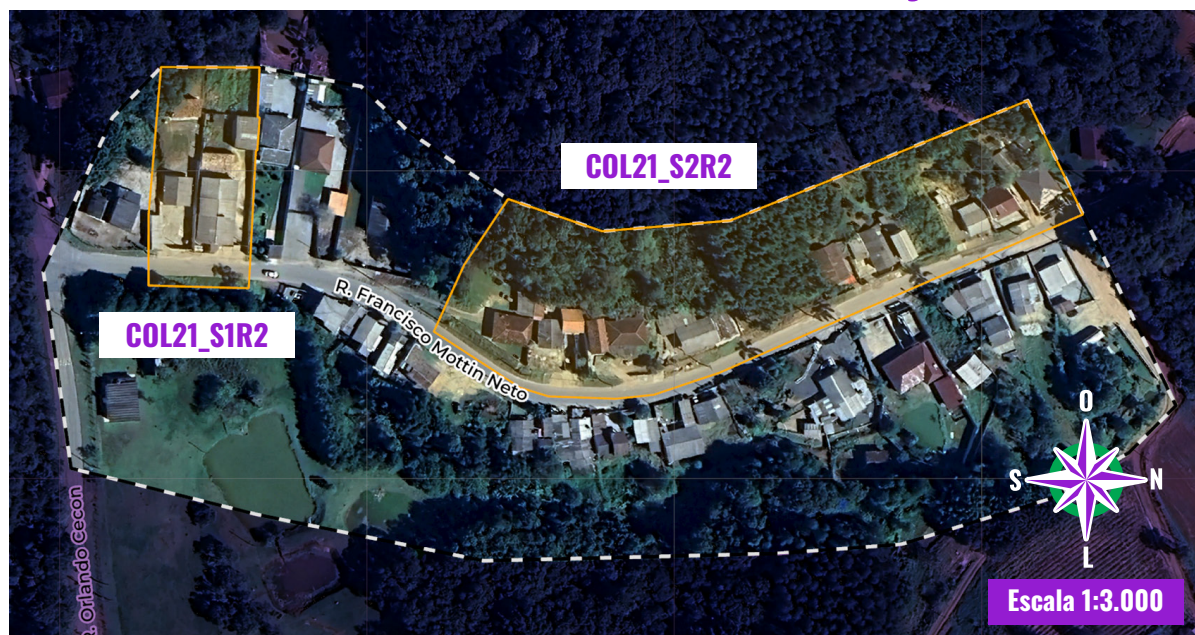 COL21_S2R2
R. Francisco Mottin Neto
COL21_S1R2
O
S
N
L
R. Orlando Cecon
Escala 1:3.000